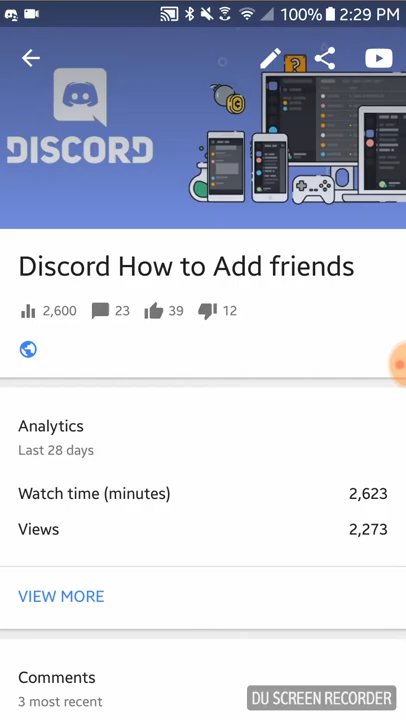 100% 2:29 PM
DISCORD
Discord How to Add friends
2,600 23 39 12
Analytics
Last 28 days
Watch time (minutes) 2,623
Views 2,273
VIEW MORE
Comments
3 most recent
DU SCREEN RECORDER